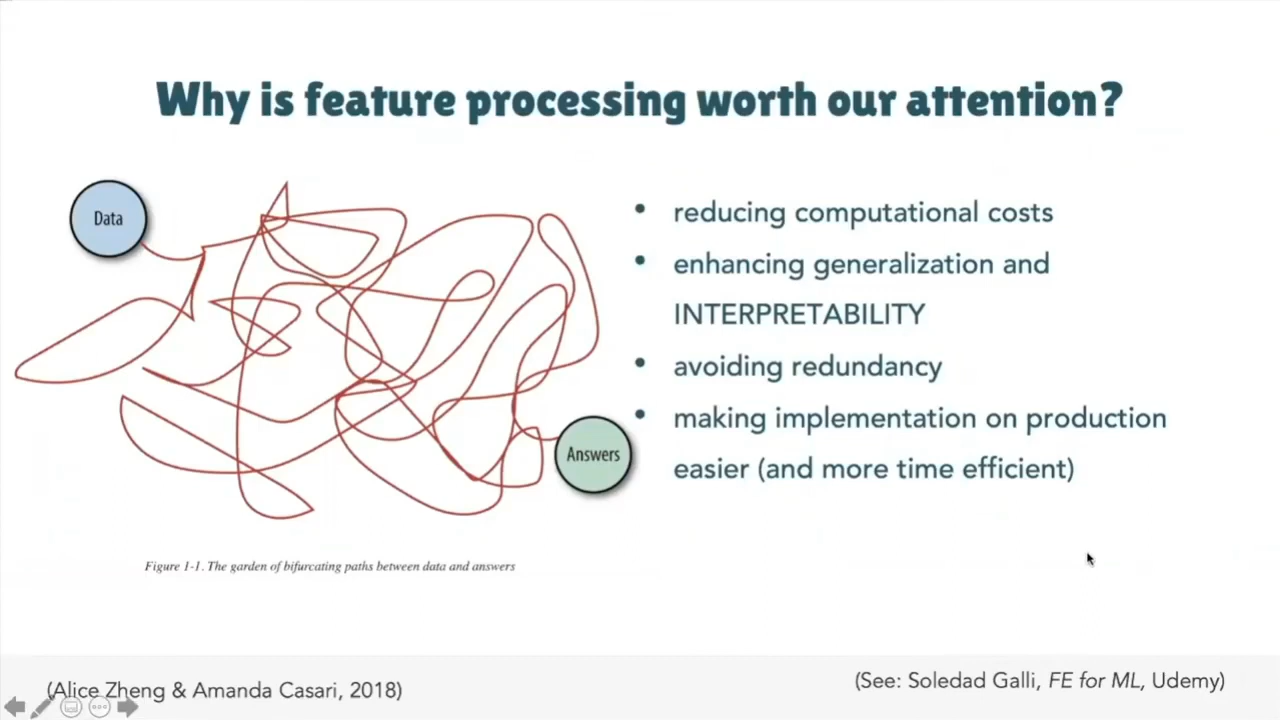 Why is feature processing worth our attention?
Data
Answers
Figure 1-1. The garden of bifurcating paths between data and answers
• reducing computational costs
• enhancing generalization and
INTERPRETABILITY
• avoiding redundancy
• making implementation on production
easier (and more time efficient)
(Alice Zheng & Amanda Casari, 2018)
(See: Soledad Galli, FE for ML, Udemy)